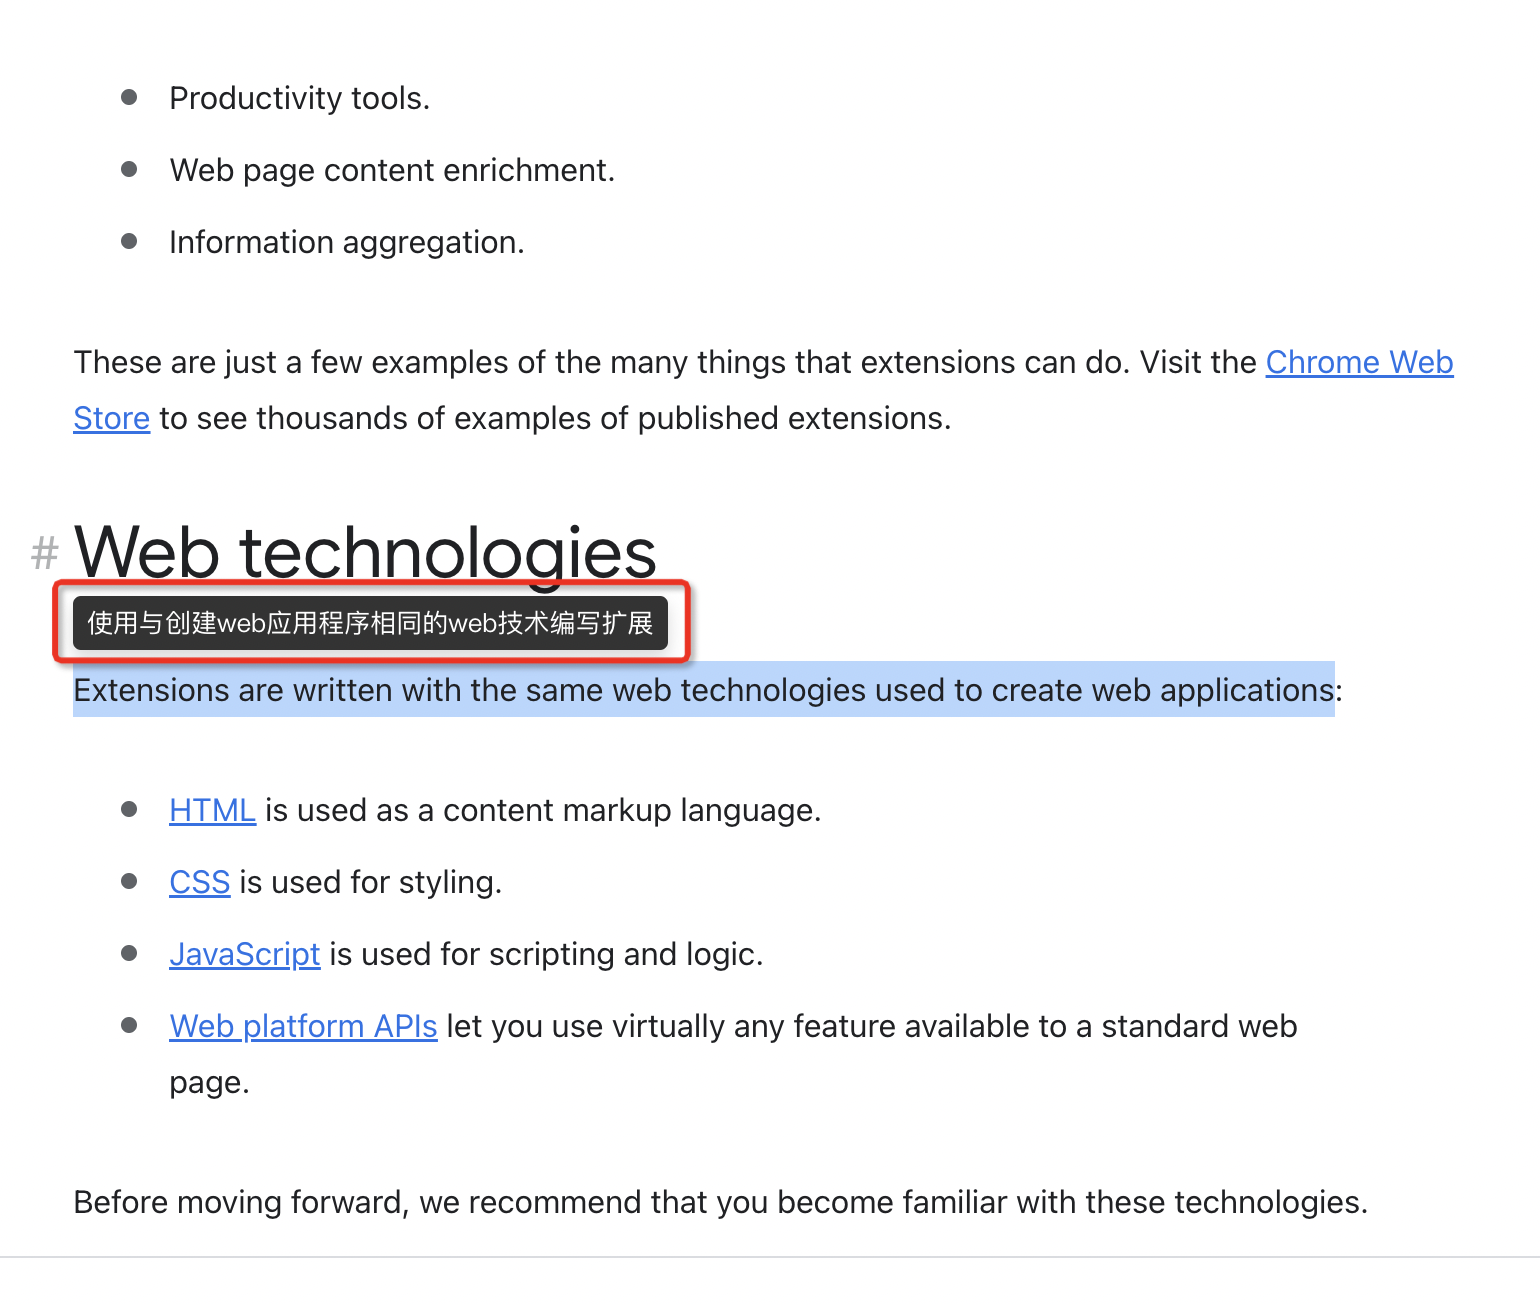 Productivity tools.
Web page content enrichment.
Information aggregation.
These are just a few examples of the many things that extensions can do. Visit the Chrome Web
Store to see thousands of examples of published extensions.
# Web technologies
使用与创建web应用程序相同的web技术编写扩展
Extensions are written with the same web technologies used to create web applications:
HTML is used as a content markup language.
CSS is used for styling.
JavaScript is used for scripting and logic.
Web platform APIs let you use virtually any feature available to a standard web
page.
Before moving forward, we recommend that you become familiar with these technologies.